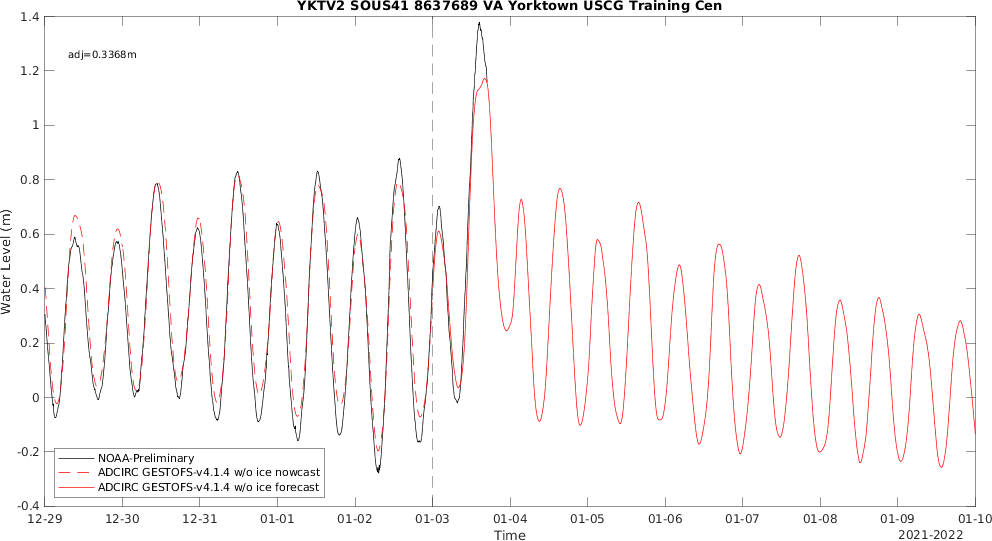 YKTV2 SOUS41 8637689 VA Yorktown USCG Training Cen
adj=0.3368m
Water Level (m)
1.4
1.2
1
0.8
0.6
0.4
0.2
0
-0.2
-0.4
NOAA-Preliminary
ADCIRC GESTOFS-v4.1.4 w/o ice nowcast
ADCIRC GESTOFS-v4.1.4 w/o ice forecast
12-29 12-30 12-31 01-01 01-02 01-03 01-04 01-05 01-06 01-07 01-08 01-09 01-10
Time
2021-2022